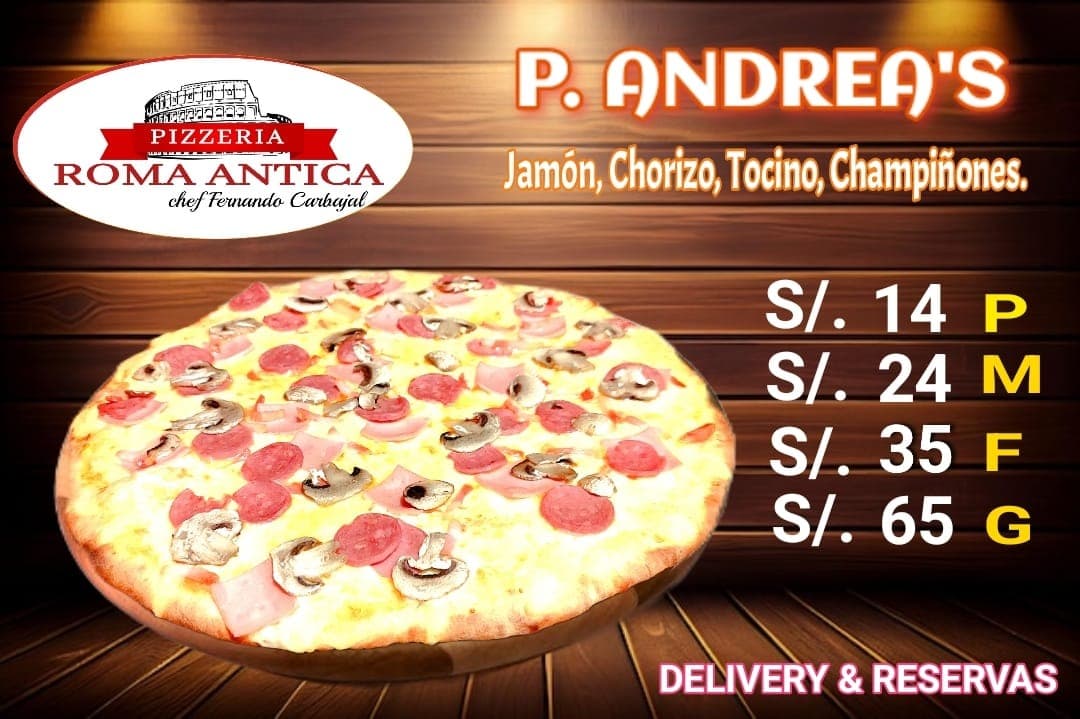 PIZZERIA
ROMA ANTICA
chef Fernando Carbajal
P. ANDREA'S
Jamón, Chorizo, Tocino, Champiñones.
S/. 14 P
S/. 24 M
S/. 35 F
S/. 65 G
DELIVERY & RESERVAS